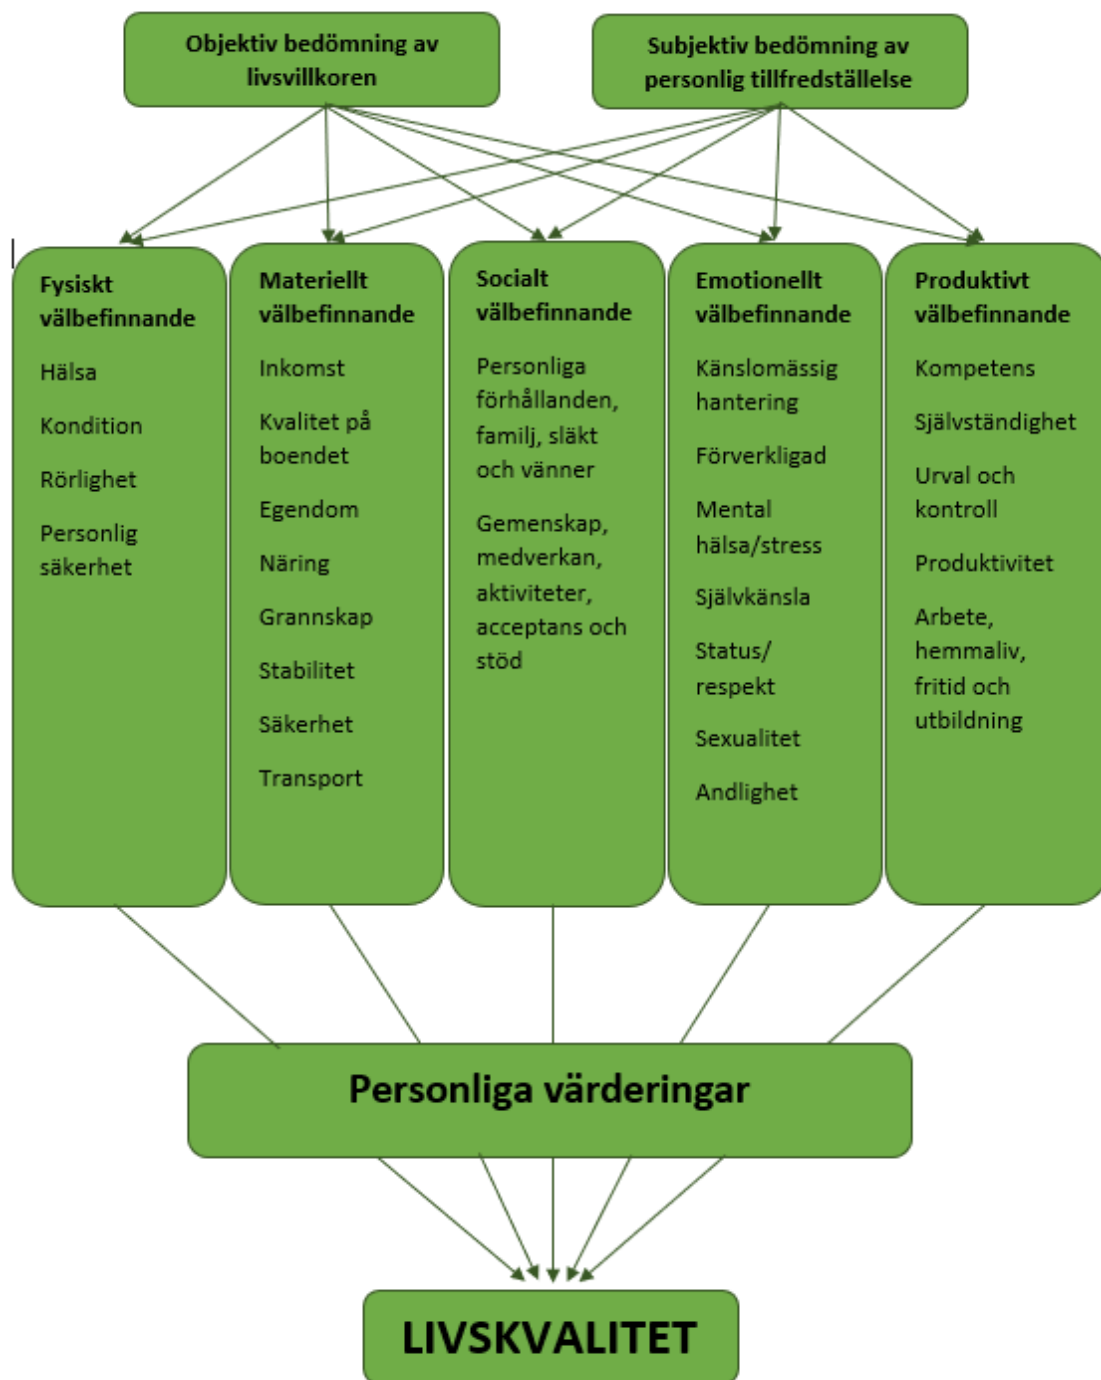 Objektiv bedömning av
livsvillkoren
Subjektiv bedömning av
personlig tillfredställelse
Fysiskt
välbefinnande
Hälsa
Kondition
Rörlighet
Personlig
säkerhet
Materiellt
välbefinnande
Inkomst
Kvalitet på
boendet
Egendom
Näring
Grannskap
Stabilitet
Säkerhet
Transport
Socialt
välbefinnande
Personliga
förhållanden,
familj, släkt
och vänner
Gemenskap,
medverkan,
aktiviteter,
acceptans och
stöd
Emotionellt
välbefinnande
Känslomässig
hantering
Förverkligad
Mental
hälsa/stress
Självkänsla
Status/
respekt
Sexualitet
Andlighet
Produktivt
välbefinnande
Kompetens
Självständighet
Urval och
kontroll
Produktivitet
Arbete,
hemmaliv,
fritid och
utbildning
Personliga värderingar
LIVSKVALITET